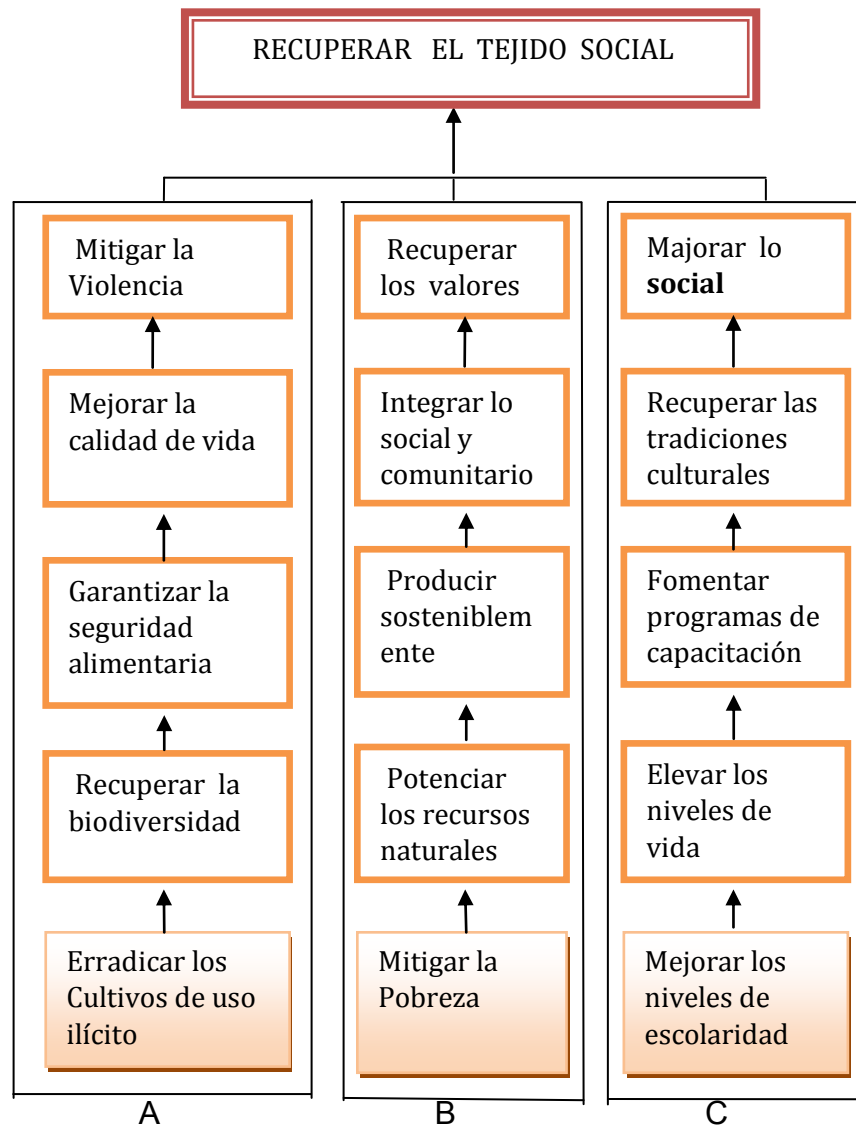 RECUPERAR EL TEJIDO SOCIAL
Mitigar la
Violencia
Mejorar la
calidad de vida
Garantizar la
seguridad
alimentaria
Recuperar la
biodiversidad
Erradicar los
Cultivos de uso
ilícito
A
Recuperar
los valores
Integrar lo
social y
comunitario
Producir
sosteniblem
ente
Potenciar
los recursos
naturales
Mitigar la
Pobreza
B
Majorar lo
social
Recuperar las
tradiciones
culturales
Fomentar
programas de
capacitación
Elevar los
niveles de
vida
Mejorar los
niveles de
escolaridad
C